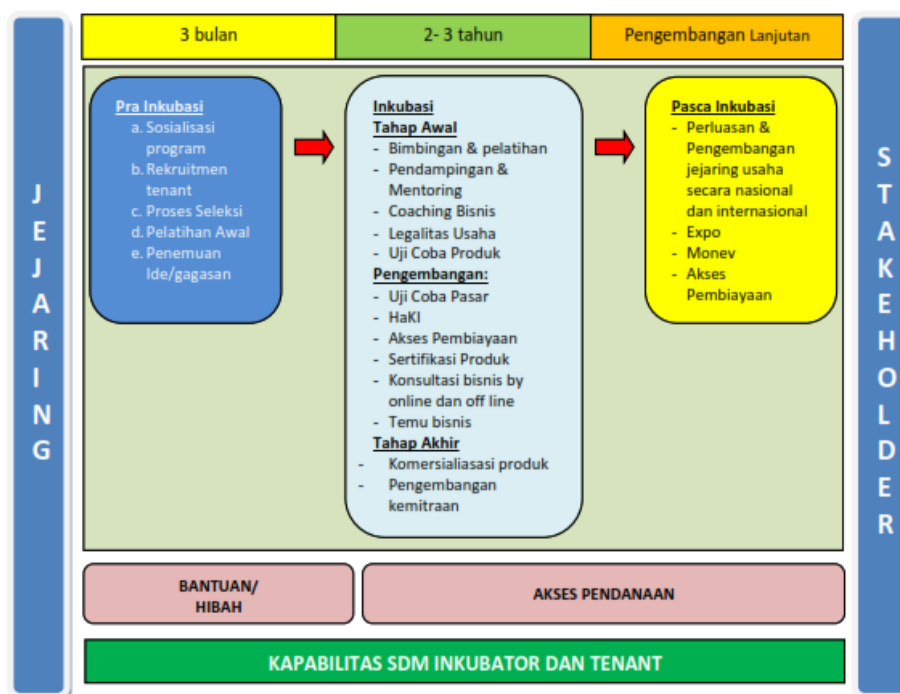 3 bulan
2- 3 tahun
Pengembangan Lanjutan
JEJARING
Pra Inkubasi
a. Sosialisasi
program
b. Rekruitmen
tenant
c. Proses Seleksi
d. Pelatihan Awal
e. Penemuan
Ide/gagasan
Inkubasi
Tahap Awal
- Bimbingan & pelatihan
- Pendampingan &
Mentoring
- Coaching Bisnis
- Legalitas Usaha
- Uji Coba Produk
Pengembangan:
- Uji Coba Pasar
- HaKI
- Akses Pembiayaan
- Sertifikasi Produk
- Konsultasi bisnis by
online dan off line
- Temu bisnis
Tahap Akhir
- Komersialiasasi produk
- Pengembangan
kemitraan
Pasca Inkubasi
- Perluasan &
Pengembangan
jejaring usaha
secara nasional
dan internasional
- Expo
- Monev
- Akses
Pembiayaan
STAKEHOLDER
BANTUAN/
HIBAH
AKSES PENDANAAN
KAPABILITAS SDM INKUBATOR DAN TENANT